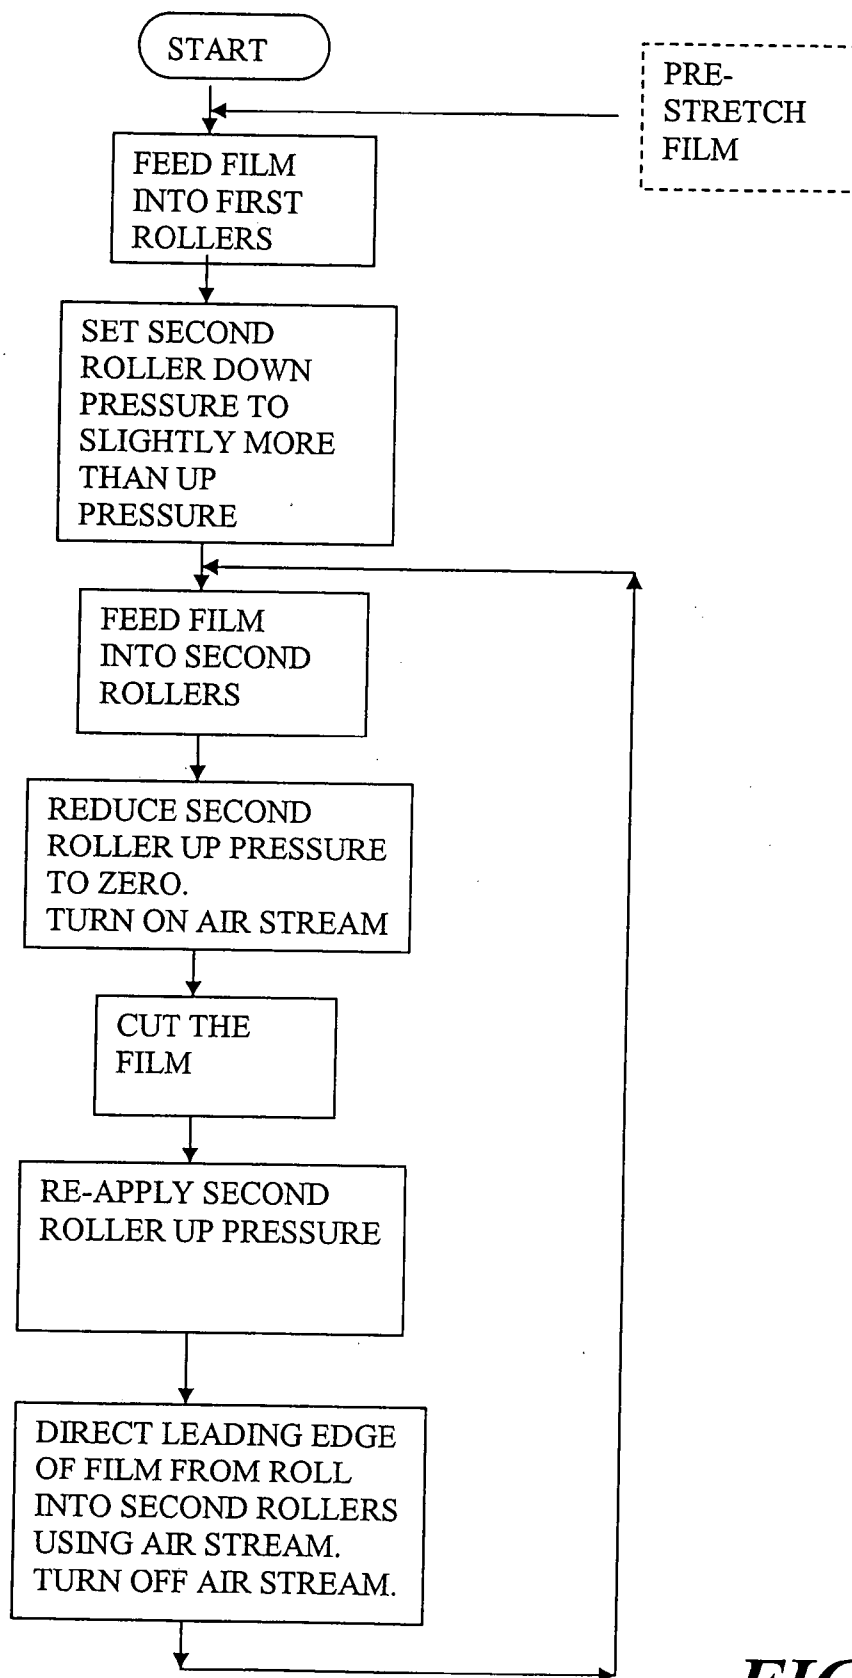 START
PRE-
STRETCH
FILM
FEED FILM
INTO FIRST
ROLLERS
SET SECOND
ROLLER DOWN
PRESSURE TO
SLIGHTLY MORE
THAN UP
PRESSURE
FEED FILM
INTO SECOND
ROLLERS
REDUCE SECOND
ROLLER UP PRESSURE
TO ZERO.
TURN ON AIR STREAM
CUT THE
FILM
RE-APPLY SECOND
ROLLER UP PRESSURE
DIRECT LEADING EDGE
OF FILM FROM ROLL
INTO SECOND ROLLERS
USING AIR STREAM.
TURN OFF AIR STREAM.